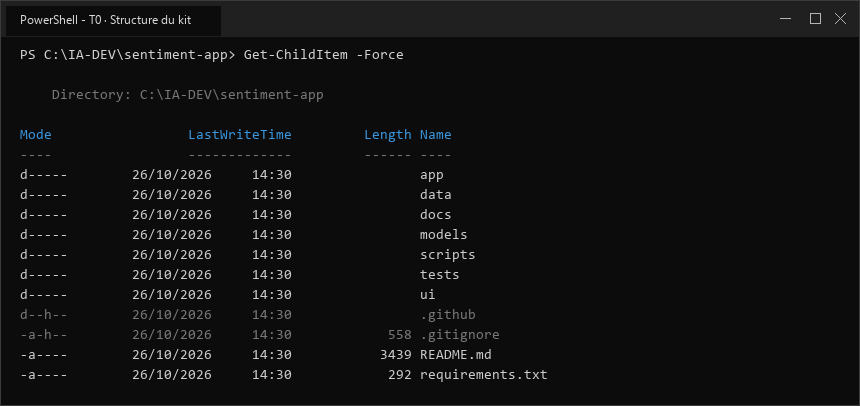 PowerShell - T0 · Structure du kit
PS C:\IA-DEV\sentiment-app> Get-ChildItem -Force
Directory: C:\IA-DEV\sentiment-app
Mode LastWriteTime Length Name
---- ------------- ------ ----
d----- 26/10/2026 14:30 app
d----- 26/10/2026 14:30 data
d----- 26/10/2026 14:30 docs
d----- 26/10/2026 14:30 models
d----- 26/10/2026 14:30 scripts
d----- 26/10/2026 14:30 tests
d----- 26/10/2026 14:30 ui
d--h-- 26/10/2026 14:30 .github
-a-h-- 26/10/2026 14:30 558 .gitignore
-a---- 26/10/2026 14:30 3439 README.md
-a---- 26/10/2026 14:30 292 requirements.txt